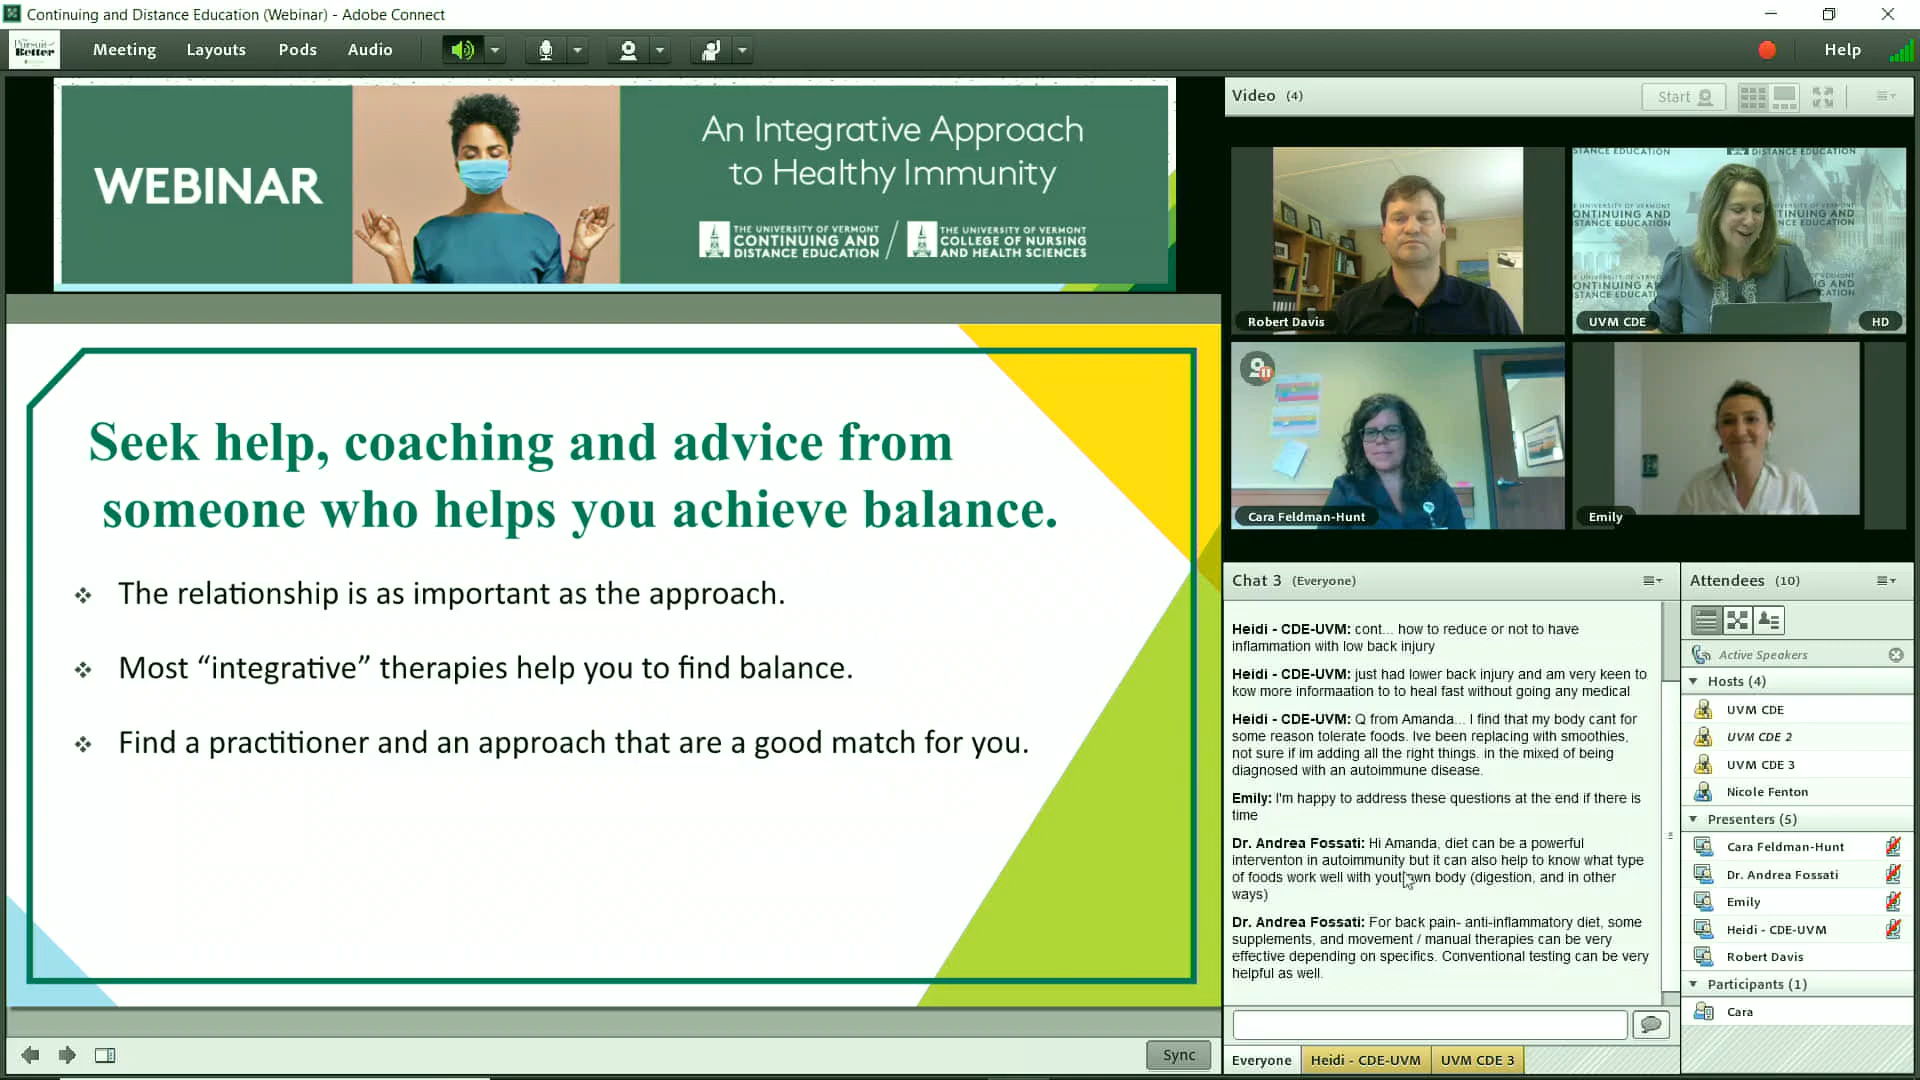 Continuing and Distance Education (Webinar) - Adobe Connect
Pursuit of
Better
Meeting
Layouts
Pods
Audio
Help
WEBINAR
An Integrative Approach
to Healthy Immunity
THE UNIVERSITY OF VERMONT
CONTINUING AND
DISTANCE EDUCATION
THE UNIVERSITY OF VERMONT
COLLEGE OF NURSING
AND HEALTH SCIENCES
Seek help, coaching and advice from
someone who helps you achieve balance.
❖ The relationship is as important as the approach.
❖ Most “integrative” therapies help you to find balance.
❖ Find a practitioner and an approach that are a good match for you.
Sync
Video (4)
Start
Robert Davis
UVM CDE
HD
Cara Feldman-Hunt
Emily
Chat 3 (Everyone)
Heidi - CDE-UVM: cont... how to reduce or not to have
inflammation with low back injury
Heidi - CDE-UVM: just had lower back injury and am very keen to
kow more informaation to to heal fast without going any medical
Heidi - CDE-UVM: Q from Amanda... I find that my body cant for
some reason tolerate foods. Ive been replacing with smoothies,
not sure if im adding all the right things. in the mixed of being
diagnosed with an autoimmune disease.
Emily: I'm happy to address these questions at the end if there is
time
Dr. Andrea Fossati: Hi Amanda, diet can be a powerful
interventon in autoimmunity but it can also help to know what type
of foods work well with yout own body (digestion, and in other
ways)
Dr. Andrea Fossati: For back pain- anti-inflammatory diet, some
supplements, and movement / manual therapies can be very
effective depending on specifics. Conventional testing can be very
helpful as well.
Everyone
Heidi - CDE-UVM
UVM CDE 3
Attendees (10)
Active Speakers
Hosts (4)
UVM CDE
UVM CDE 2
UVM CDE 3
Nicole Fenton
Presenters (5)
Cara Feldman-Hunt
Dr. Andrea Fossati
Emily
Heidi - CDE-UVM
Robert Davis
Participants (1)
Cara